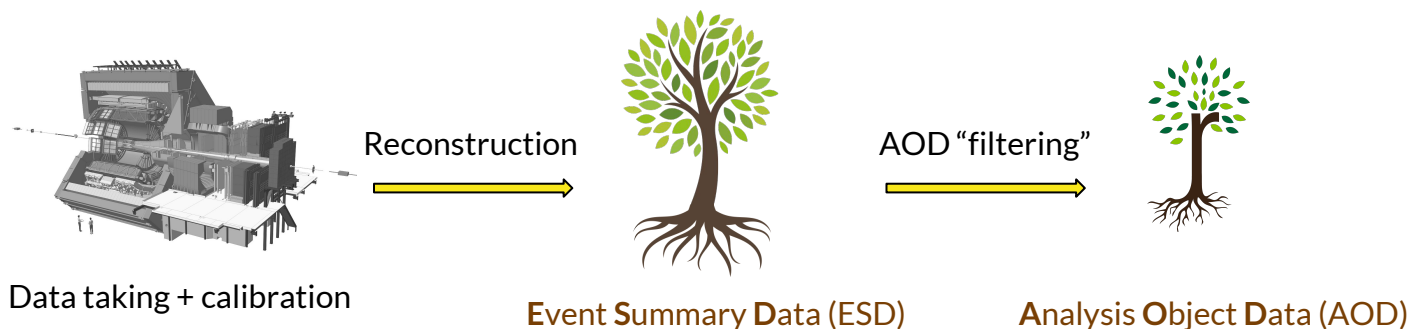 Reconstruction
AOD “filtering”
Data taking + calibration
Event Summary Data (ESD)
Analysis Object Data (AOD)